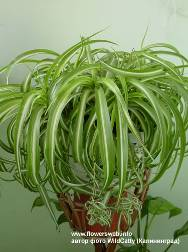 www.flowersweb.info
автор фото WildCatty (Калининград)